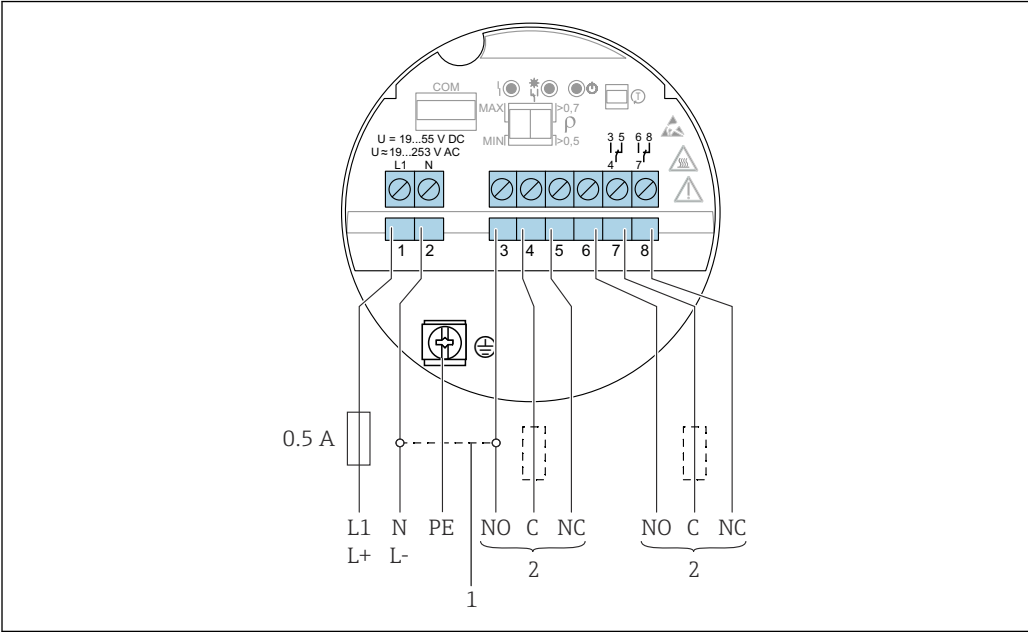 COM
MAX >0,7
ρ
MIN >0,5
T
U = 19...55 V DC
U ≈ 19...253 V AC
L1 N
3 5 6 8
4 7
1 2 3 4 5 6 7 8
0.5 A
L1 N PE NO C NC NO C NC
L+ L- 2 2
1